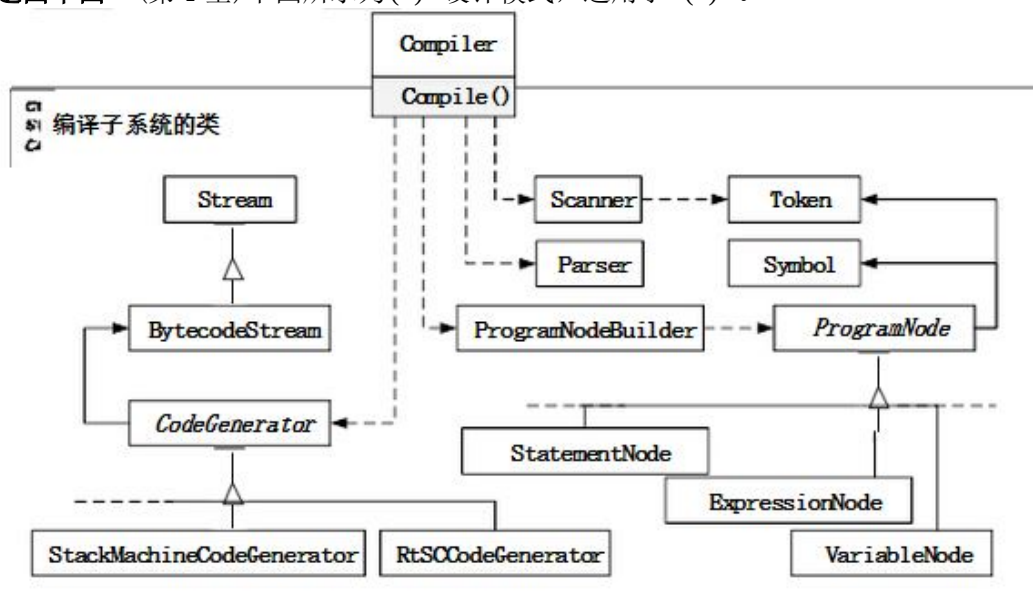 Compiler
Compile()
编译子系统的类
Stream
Scanner
Token
Parser
Symbol
BytecodeStream
ProgramNodeBuilder
ProgramNode
CodeGenerator
StatementNode
ExpressionNode
StackMachineCodeGenerator
RtSCCodeGenerator
VariableNode